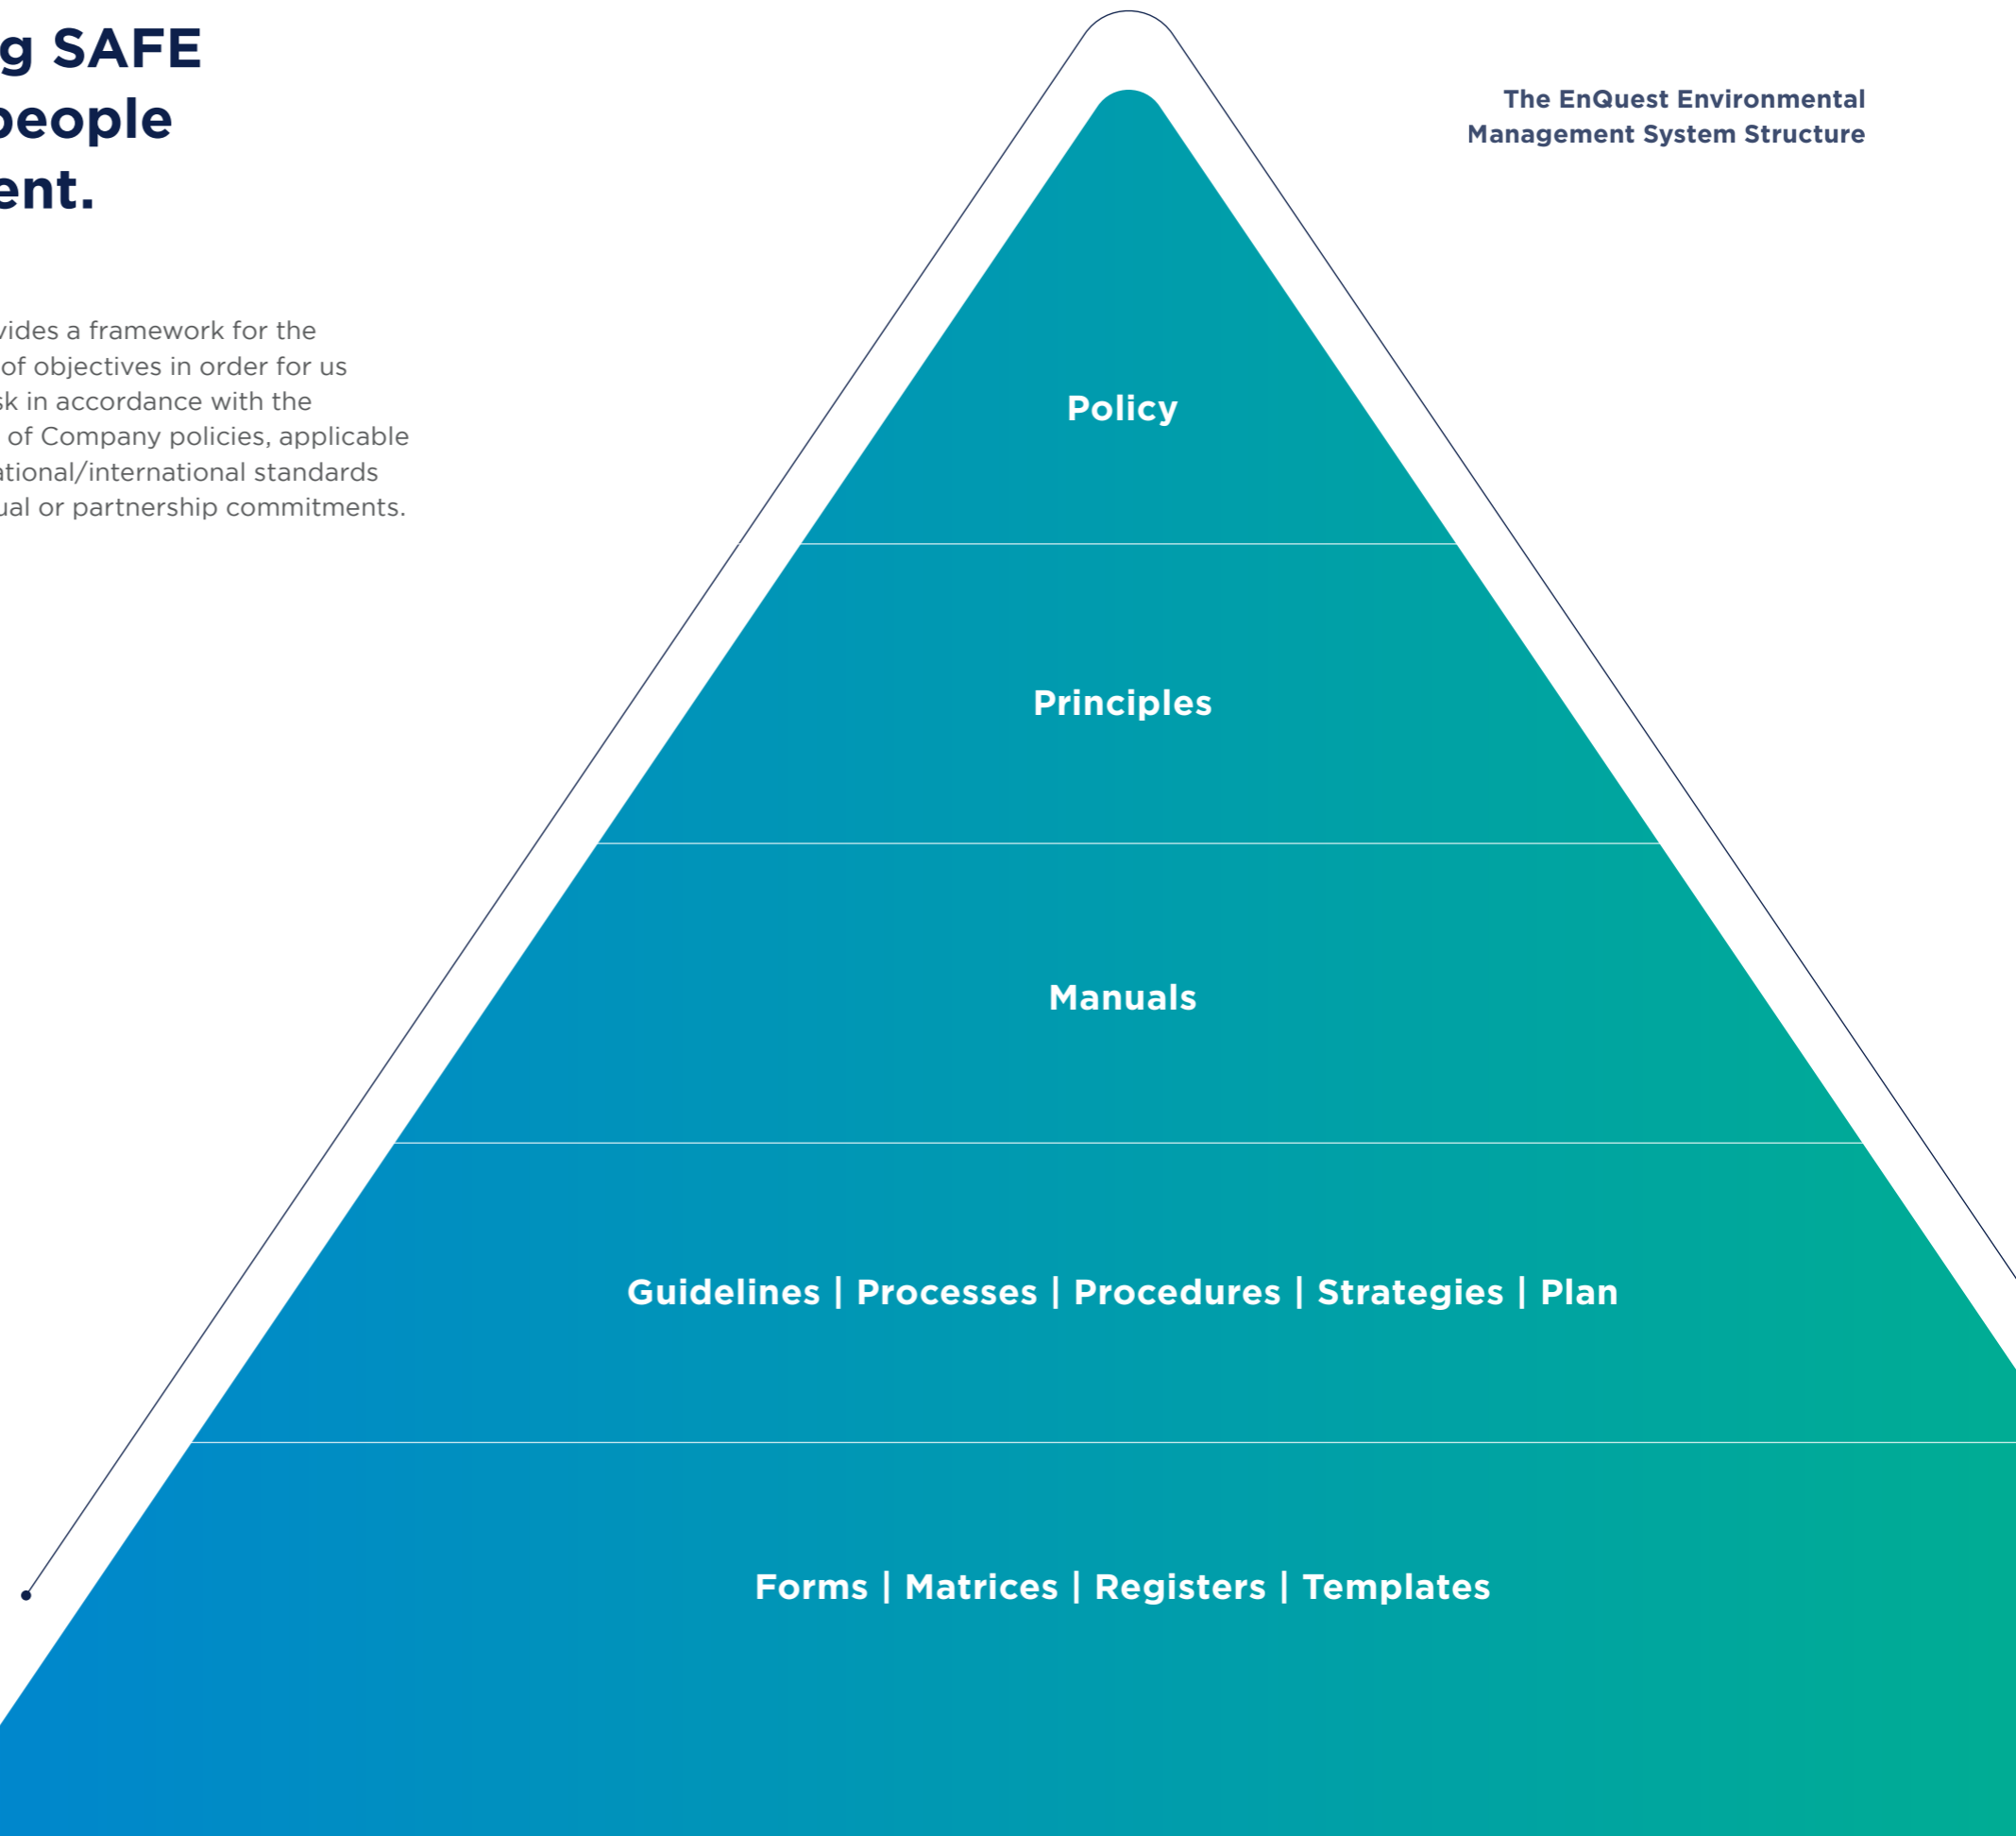 g SAFE
people
ent.
vides a framework for the
of objectives in order for us
sk in accordance with the
of Company policies, applicable
ational/international standards
ual or partnership commitments.
The EnQuest Environmental
Management System Structure
Policy
Principles
Manuals
Guidelines | Processes | Procedures | Strategies | Plan
Forms | Matrices | Registers | Templates